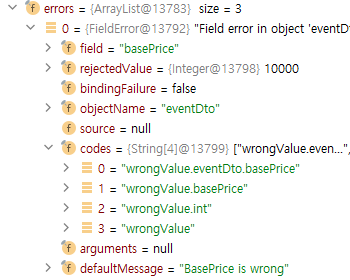 errors = {ArrayList@13783} size = 3
0 = {FieldError@13792} "Field error in object 'eventD
f field = "basePrice"
f rejectedValue = {Integer@13798} 10000
f bindingFailure = false
f objectName = "eventDto"
f source = null
f codes = {String[4]@13799} ["wrongValue.even...",
0 = "wrongValue.eventDto.basePrice"
1 = "wrongValue.basePrice"
2 = "wrongValue.int"
3 = "wrongValue"
f arguments = null
f defaultMessage = "BasePrice is wrong"